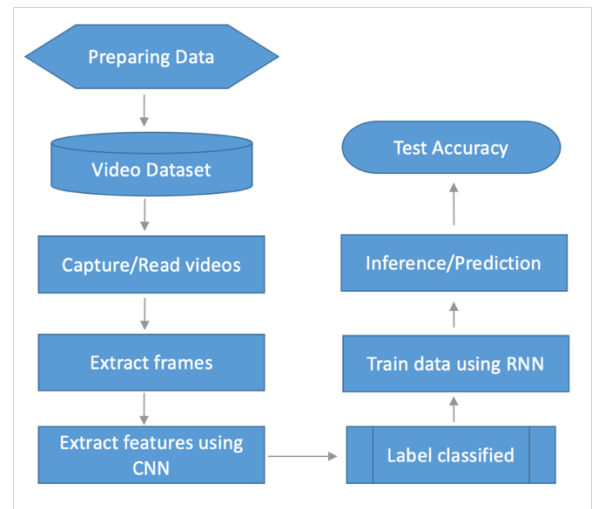 Preparing Data
Video Dataset
Capture/Read videos
Extract frames
Extract features using
CNN
Label classified
Train data using RNN
Inference/Prediction
Test Accuracy